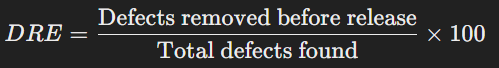 DRE = Defects removed before release / Total defects found × 100